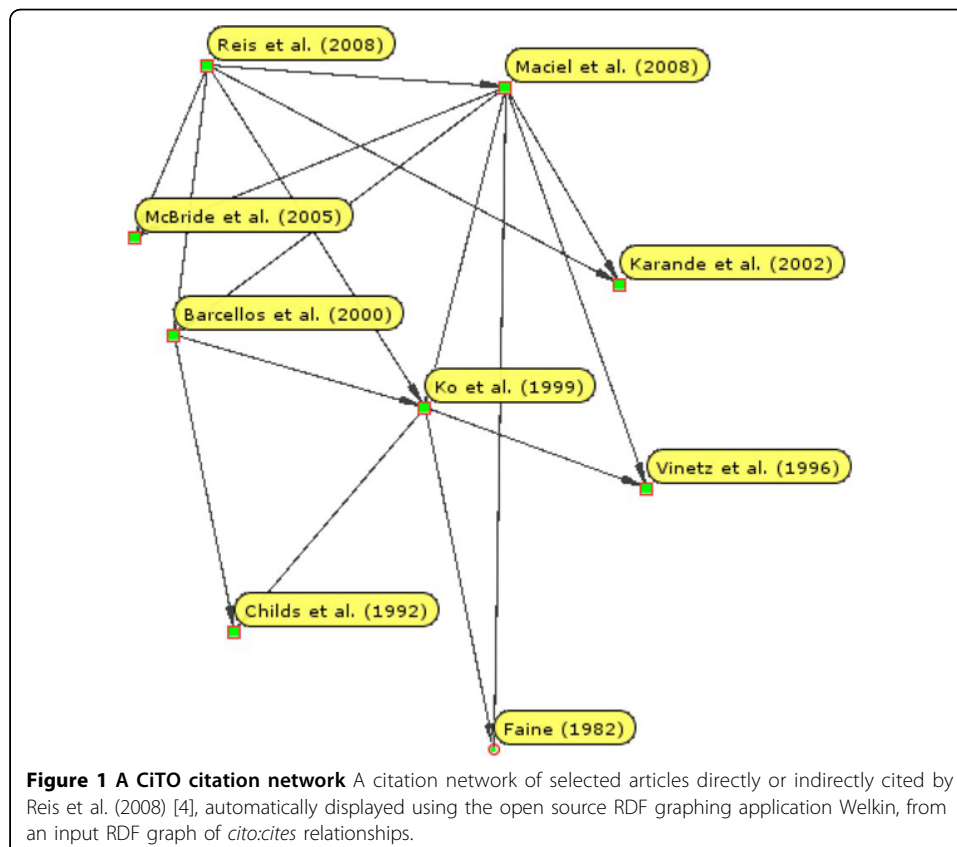 Reis et al. (2008)
Maciel et al. (2008)
McBride et al. (2005)
Karande et al. (2002)
Barcellos et al. (2000)
Ko et al. (1999)
Vinetz et al. (1996)
Childs et al. (1992)
Faine (1982)
Figure 1 A CiTO citation network A citation network of selected articles directly or indirectly cited by
Reis et al. (2008) [4], automatically displayed using the open source RDF graphing application Welkin, from
an input RDF graph of cito:cites relationships.